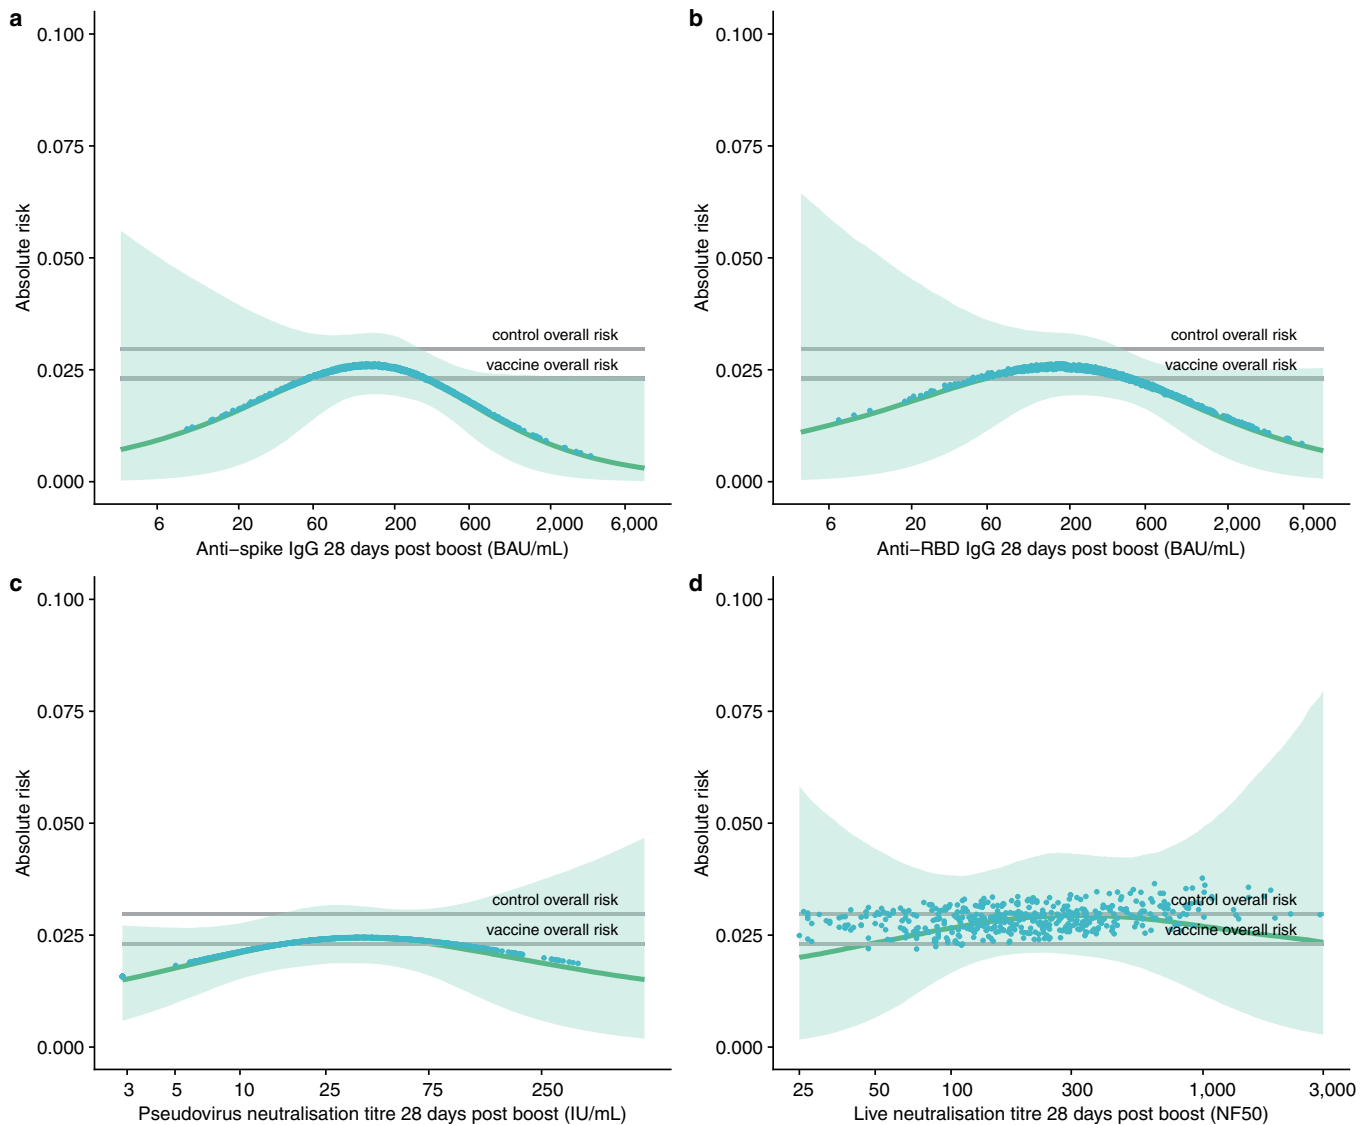 a
0.100
0.075
0.050
0.025
0.000
Absolute risk
control overall risk
vaccine overall risk
6 20 60 200 600 2,000 6,000
Anti−spike IgG 28 days post boost (BAU/mL)
b
0.100
0.075
0.050
0.025
0.000
Absolute risk
control overall risk
vaccine overall risk
6 20 60 200 600 2,000 6,000
Anti−RBD IgG 28 days post boost (BAU/mL)
c
0.100
0.075
0.050
0.025
0.000
Absolute risk
control overall risk
vaccine overall risk
3 5 10 25 75 250
Pseudovirus neutralisation titre 28 days post boost (IU/mL)
d
0.100
0.075
0.050
0.025
0.000
Absolute risk
control overall risk
vaccine overall risk
25 50 100 300 1,000 3,000
Live neutralisation titre 28 days post boost (NF50)